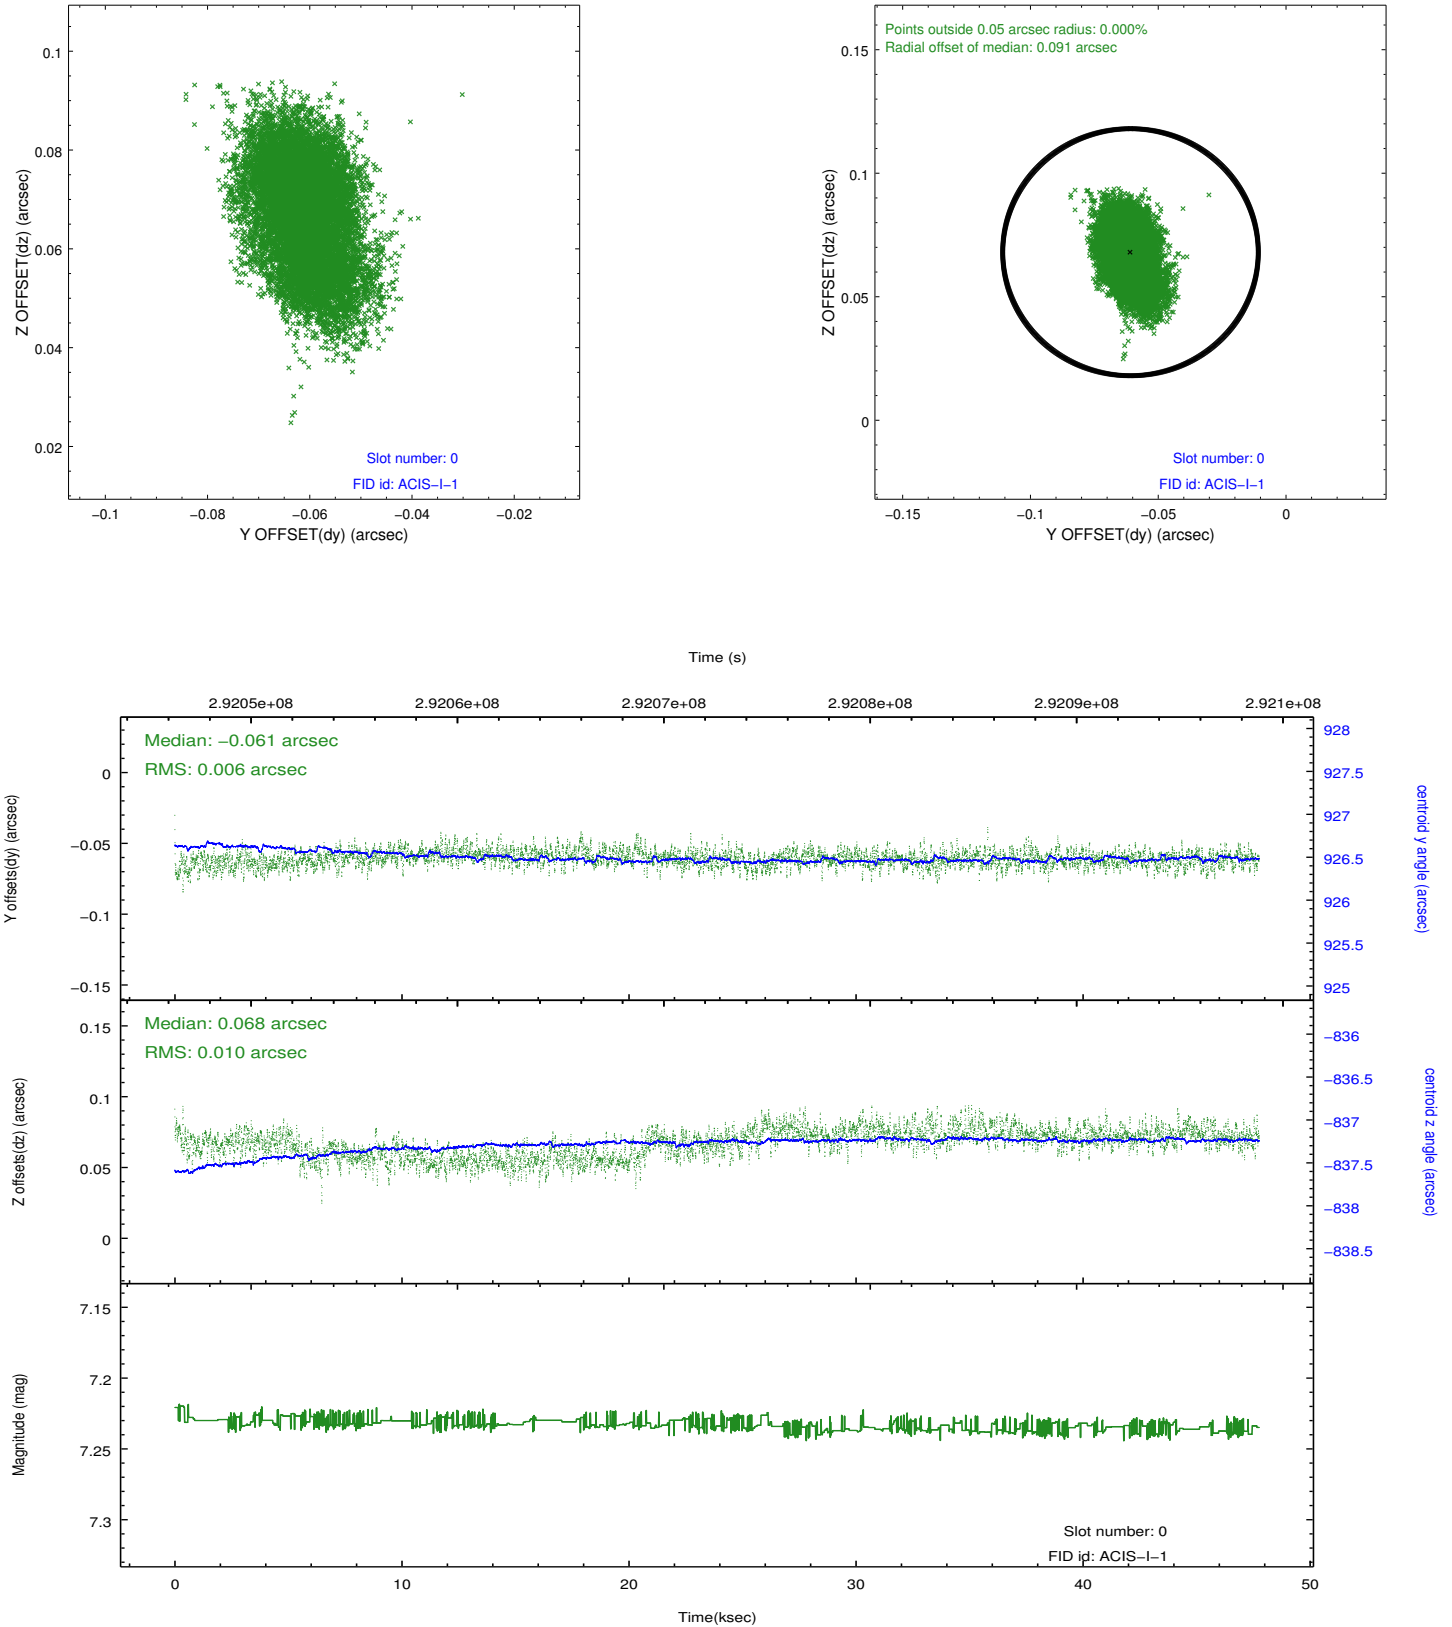 0.1
0.08
0.06
0.04
0.02
Z OFFSET(dz) (arcsec)
Slot number: 0
FID id: ACIS−I−1
−0.1 −0.08 −0.06 −0.04 −0.02
Y OFFSET(dy) (arcsec)
Points outside 0.05 arcsec radius: 0.000%
Radial offset of median: 0.091 arcsec
0.15
0.1
0.05
0
Z OFFSET(dz) (arcsec)
Slot number: 0
FID id: ACIS−I−1
−0.15 −0.1 −0.05 0
Y OFFSET(dy) (arcsec)
Time (s)
2.9205e+08 2.9206e+08 2.9207e+08 2.9208e+08 2.9209e+08 2.921e+08
Median: −0.061 arcsec
RMS: 0.006 arcsec
0
−0.05
−0.1
−0.15
Y offsets(dy) (arcsec)
928
927.5
927
926.5
926
925.5
925
centroid y angle (arcsec)
Median: 0.068 arcsec
RMS: 0.010 arcsec
0.15
0.1
0.05
0
Z offsets(dz) (arcsec)
−836
−836.5
−837
−837.5
−838
−838.5
centroid z angle (arcsec)
7.15
7.2
7.25
7.3
Magnitude (mag)
Slot number: 0
FID id: ACIS−I−1
0 10 20 30 40 50
Time(ksec)